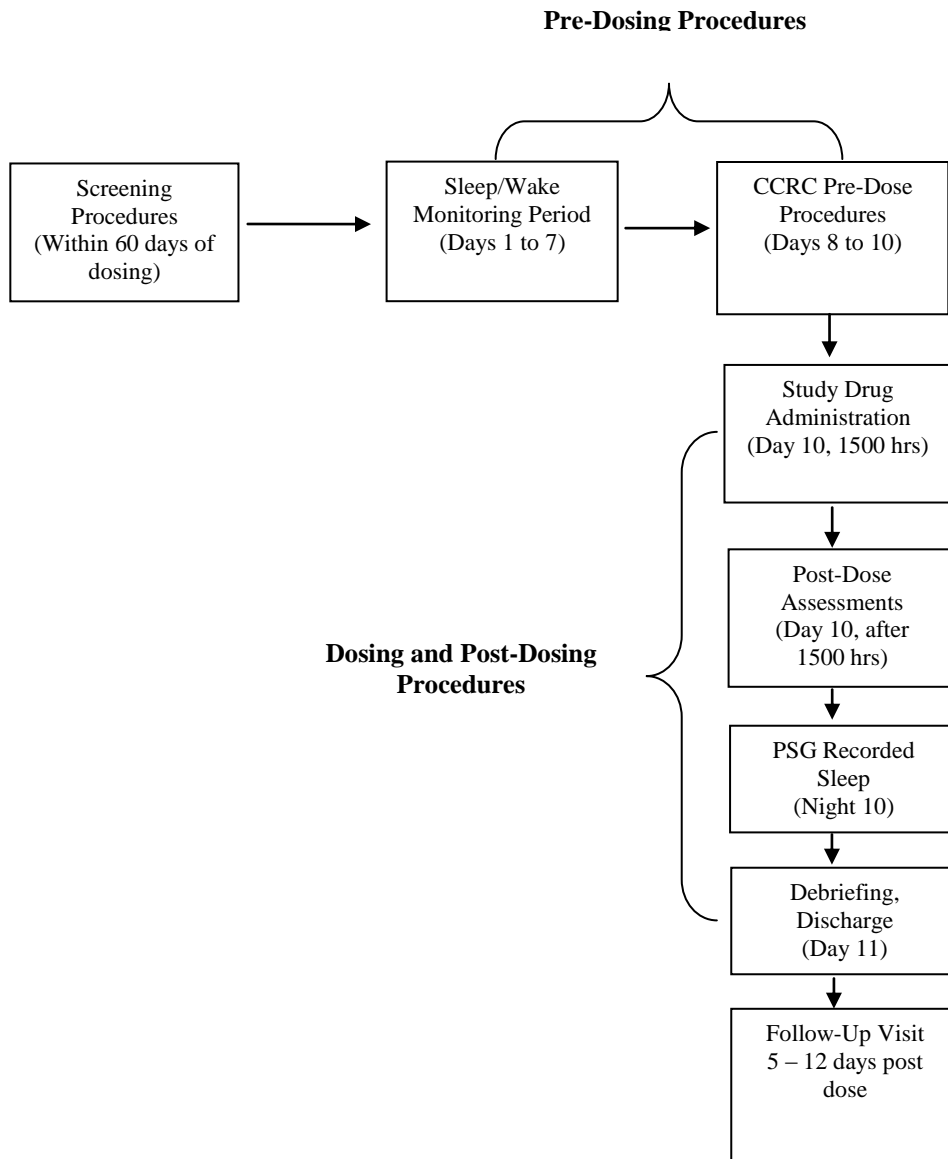 Pre-Dosing Procedures
Screening
Procedures
(Within 60 days of
dosing)
Sleep/Wake
Monitoring Period
(Days 1 to 7)
CCRC Pre-Dose
Procedures
(Days 8 to 10)
Study Drug
Administration
(Day 10, 1500 hrs)
Post-Dose
Assessments
(Day 10, after
1500 hrs)
Dosing and Post-Dosing
Procedures
PSG Recorded
Sleep
(Night 10)
Debriefing,
Discharge
(Day 11)
Follow-Up Visit
5 – 12 days post
dose